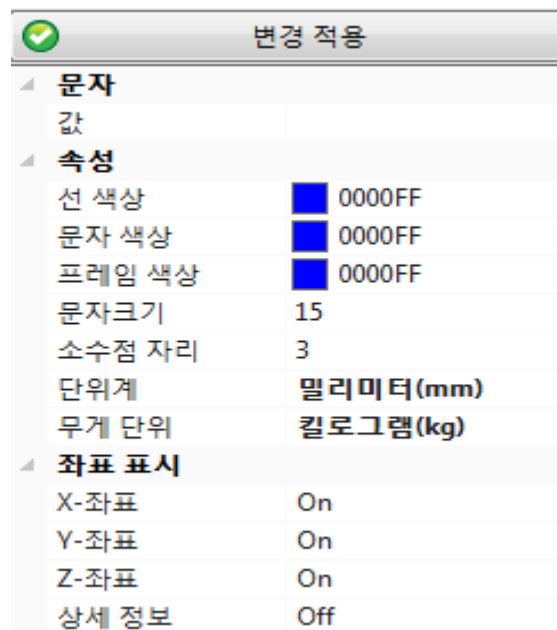 변경 적용
문자
값
속성
선 색상 0000FF
문자 색상 0000FF
프레임 색상 0000FF
문자크기 15
소수점 자리 3
단위계 밀리미터(mm)
무게 단위 킬로그램(kg)
좌표 표시
X-좌표 On
Y-좌표 On
Z-좌표 On
상세 정보 Off